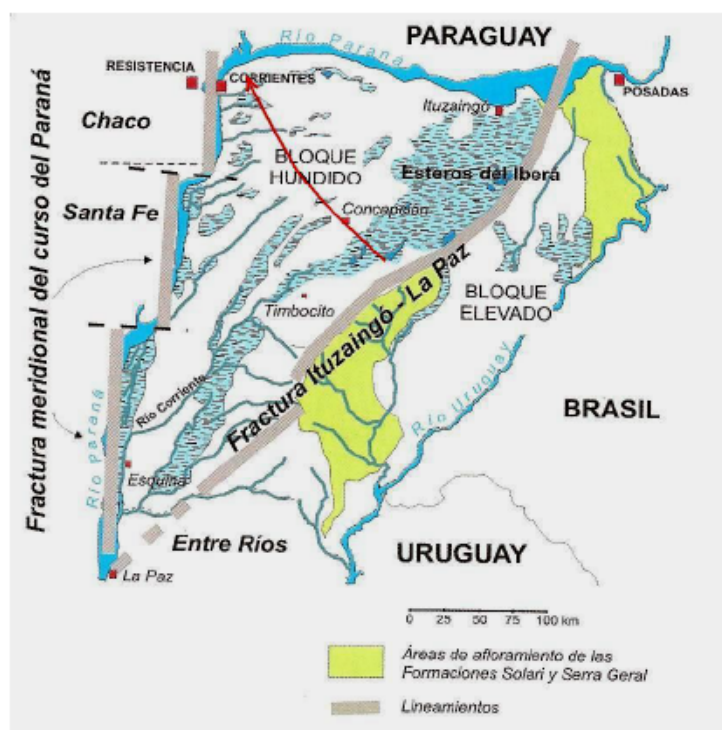 Río Paraná
PARAGUAY
RESISTENCIA
CORRIENTES
POSADAS
Ituzaingó
Chaco
BLOQUE
HUNDIDO
Esteros del Iberá
Santa Fe
Concepción
Fractura meridional del curso del Paraná
Timbocito
BLOQUE
ELEVADO
Fractura Ituzaingó - La Paz
Río Corriente
Río Uruguay
BRASIL
Río Paraná
Esquina
Entre Ríos
URUGUAY
La Paz
0 25 50 75 100 km
Áreas de afloramiento de las
Formaciones Solari y Serra Geral
Lineamientos